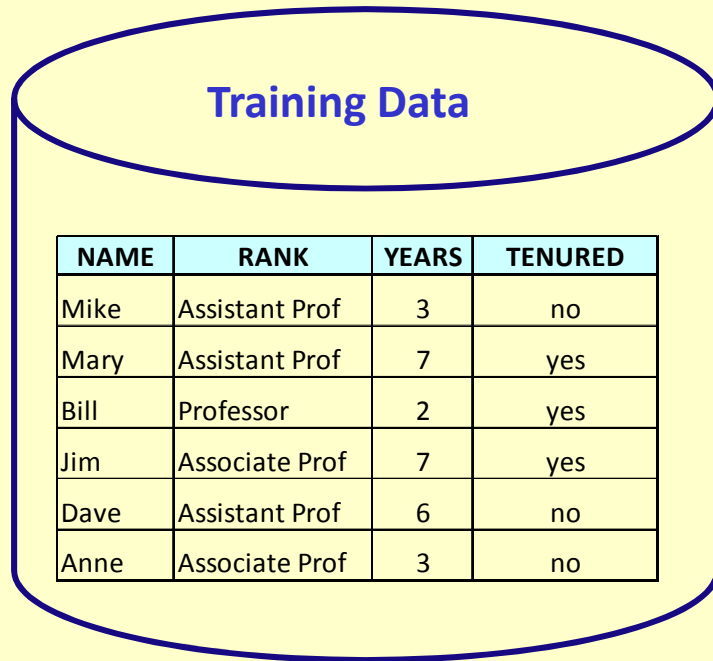 Training Data
NAME RANK YEARS TENURED
Mike Assistant Prof 3 no
Mary Assistant Prof 7 yes
Bill Professor 2 yes
Jim Associate Prof 7 yes
Dave Assistant Prof 6 no
Anne Associate Prof 3 no